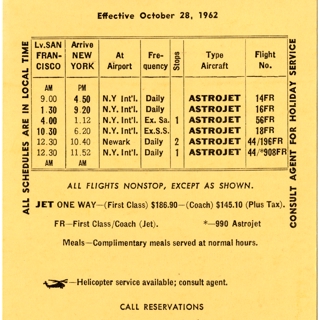 Effective October 28, 1962
ALL SCHEDULES ARE IN LOCAL TIME
Lv. SAN FRAN- CISCO Arrive NEW YORK At Airport Fre- quency Stops Type Aircraft Flight No.
AM PM
9.00 4.50 N.Y. Int'l. Daily ASTROJET 14FR
1.30 9.20 N.Y. Int'l. Daily ASTROJET 16FR
4.00 1.12 N.Y. Int'l. Ex. Sa. 1 ASTROJET 56FR
10.30 6.20 N.Y. Int'l. Ex.S.S. ASTROJET 18FR
12.30 10.40 Newark Daily 2 ASTROJET 44/196FR
12.30 11.52 N.Y. Int'l. Daily 1 ASTROJET 44/*908FR
PM AM
CONSULT AGENT FOR HOLIDAY SERVICE
ALL FLIGHTS NONSTOP, EXCEPT AS SHOWN.
JET ONE WAY—(First Class) $186.90—(Coach) $145.10 (Plus Tax).
FR—First Class/Coach (Jet). *—990 Astrojet
Meals—Complimentary meals served at normal hours.
—Helicopter service available; consult agent.
CALL RESERVATIONS